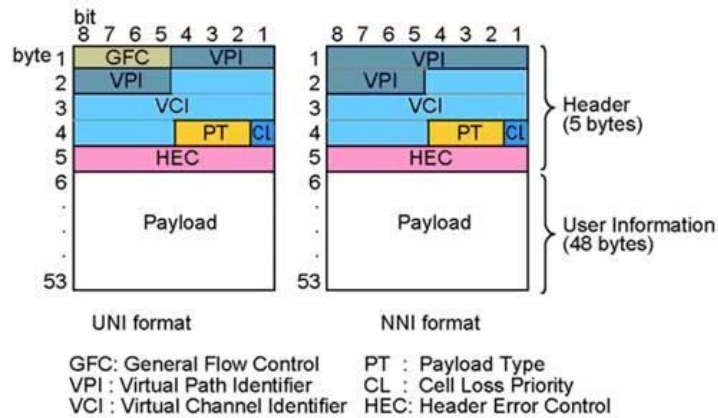 bit
8 7 6 5 4 3 2 1
8 7 6 5 4 3 2 1
byte 1 GFC VPI
1 VPI
2 VPI
2 VPI
3 VCI
3 VCI
4 PT CL
4 PT CL
5 HEC
5 HEC
6
6
Payload
Payload
53
53
Header
(5 bytes)
User Information
(48 bytes)
UNI format
NNI format
GFC: General Flow Control
VPI : Virtual Path Identifier
VCI : Virtual Channel Identifier
PT : Payload Type
CL : Cell Loss Priority
HEC: Header Error Control